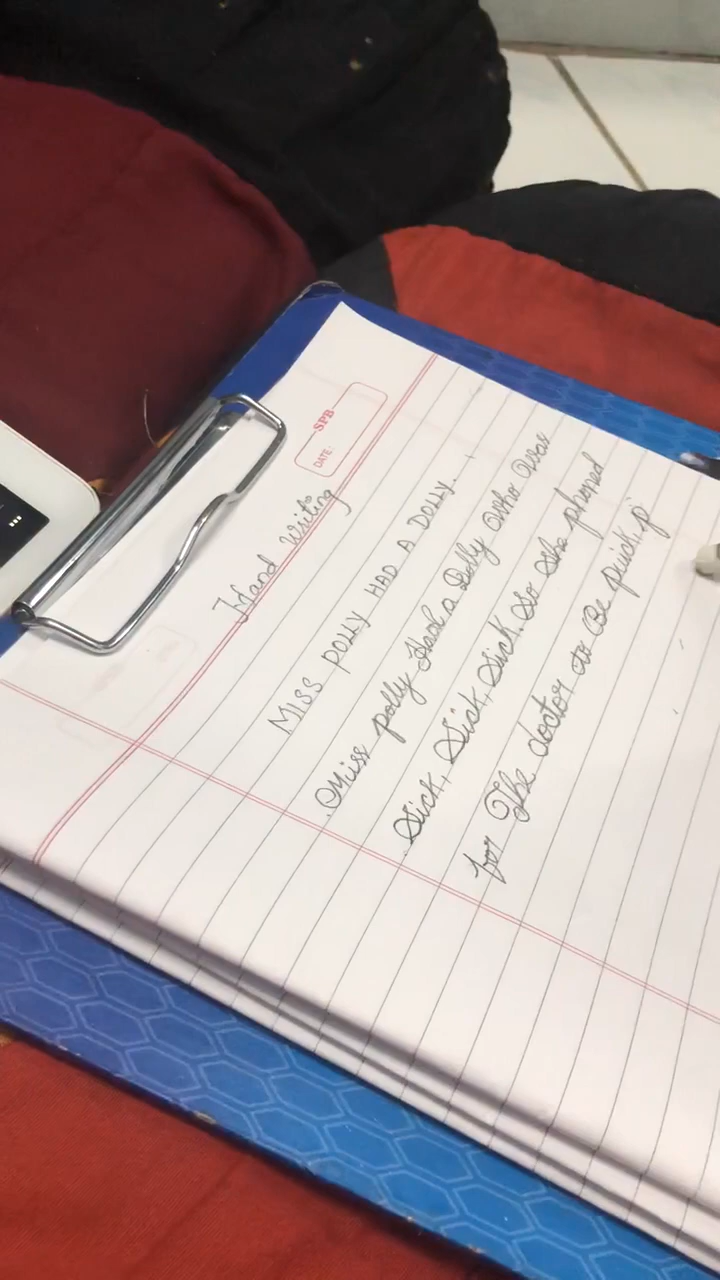 SPB
DATE:
Hand Writing
MISS POLLY HAD A DOLLY.
Miss polly Had a Dolly who was
Sick, Sick, Sick. So she phoned
for The doctor to Be quick, q